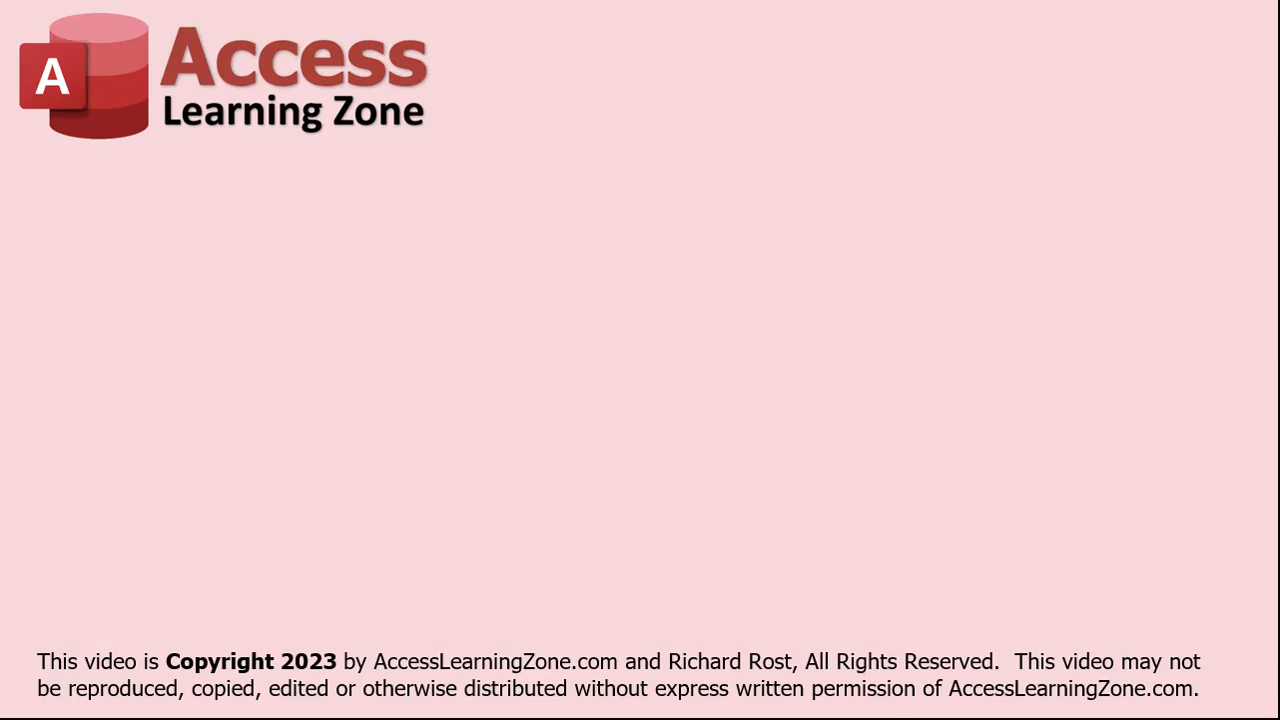 A
Access
Learning Zone
This video is Copyright 2023 by AccessLearningZone.com and Richard Rost, All Rights Reserved.  This video may not
be reproduced, copied, edited or otherwise distributed without express written permission of AccessLearningZone.com.